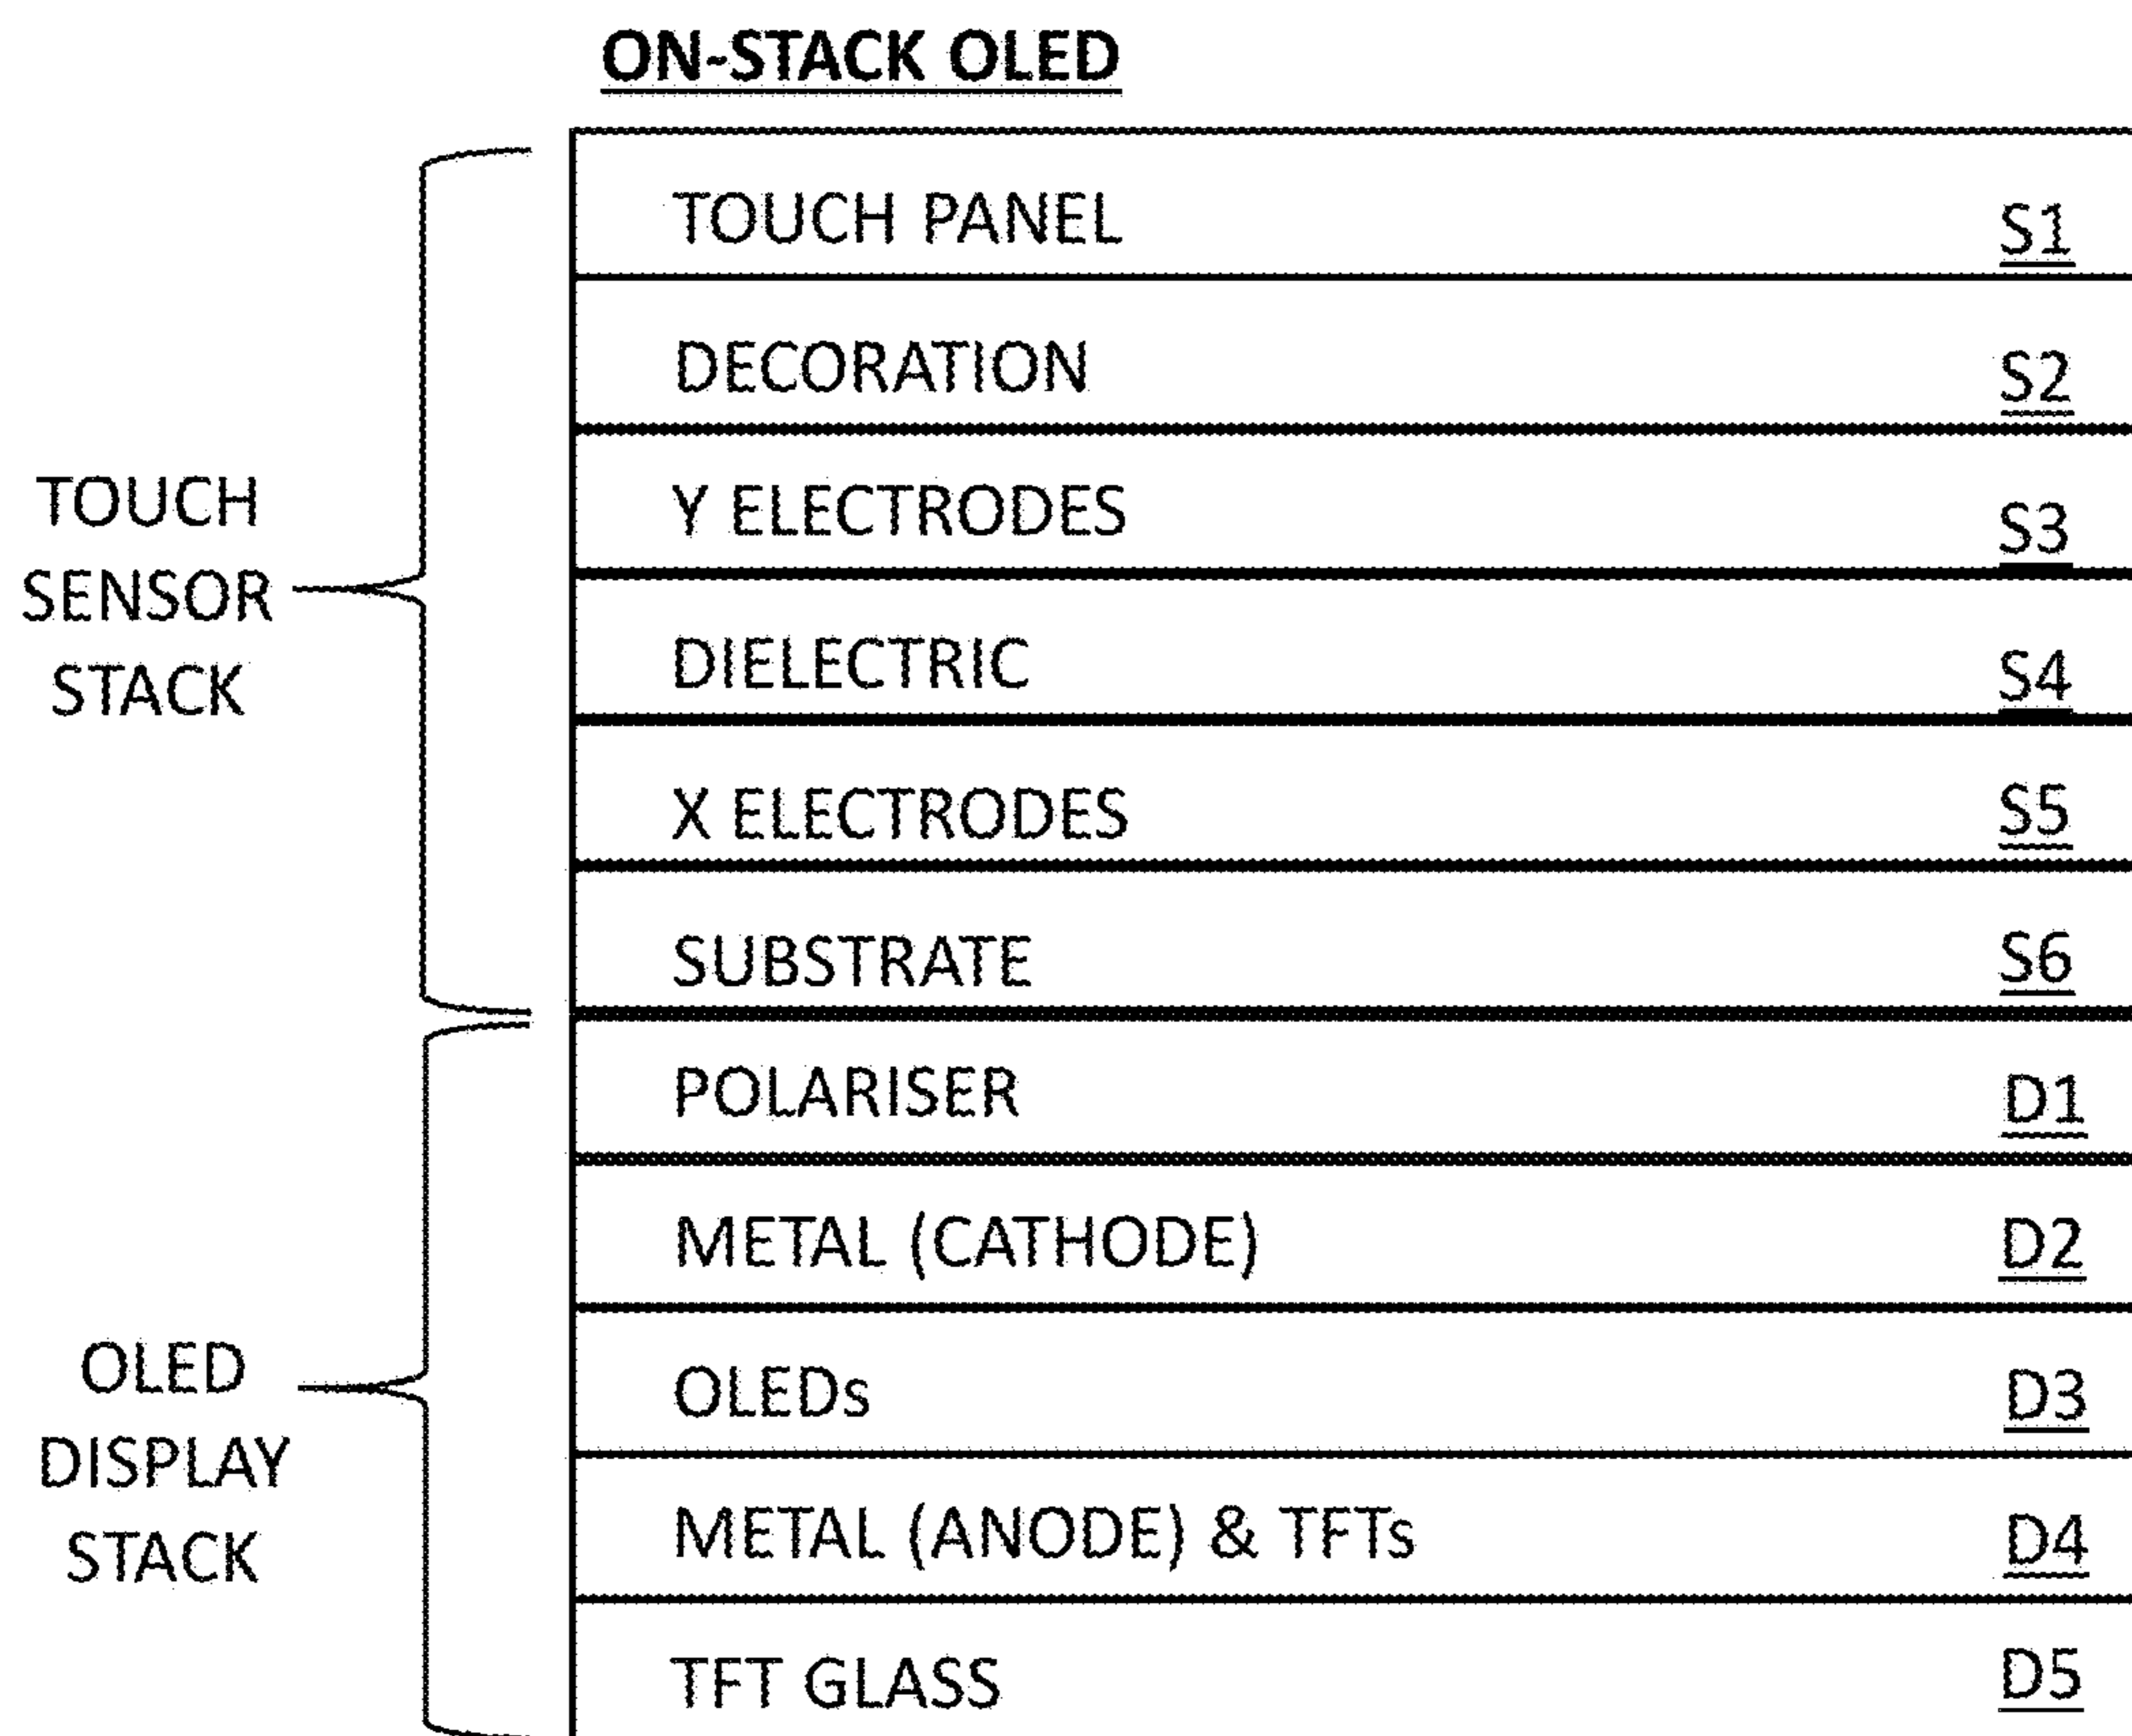 ON-STACK OLED
TOUCH PANEL S1
DECORATION S2
Y ELECTRODES S3
DIELECTRIC S4
X ELECTRODES S5
SUBSTRATE S6
TOUCH
SENSOR
STACK
POLARISER D1
METAL (CATHODE) D2
OLEDs D3
METAL (ANODE) & TFTs D4
TFT GLASS D5
OLED
DISPLAY
STACK